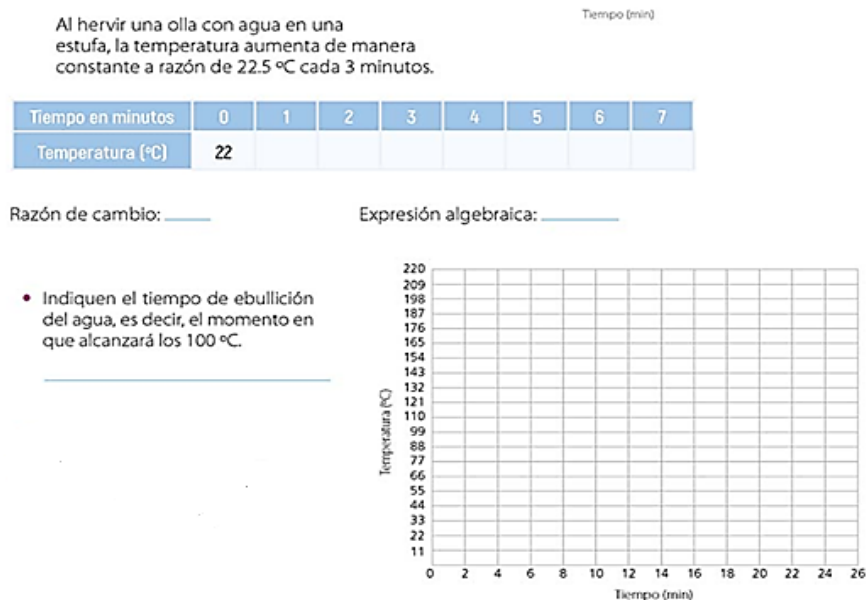 Tiempo (min)
Al hervir una olla con agua en una
estufa, la temperatura aumenta de manera
constante a razón de 22.5 ºC cada 3 minutos.
Tiempo en minutos 0 1 2 3 4 5 6 7
Temperatura (ºC) 22
Razón de cambio: Expresión algebraica:
• Indiquen el tiempo de ebullición
del agua, es decir, el momento en
que alcanzará los 100 ºC.
Temperatura (ºC)
220
209
198
187
176
165
154
143
132
121
110
99
88
77
66
55
44
33
22
11
0 2 4 6 8 10 12 14 16 18 20 22 24 26
Tiempo (min)